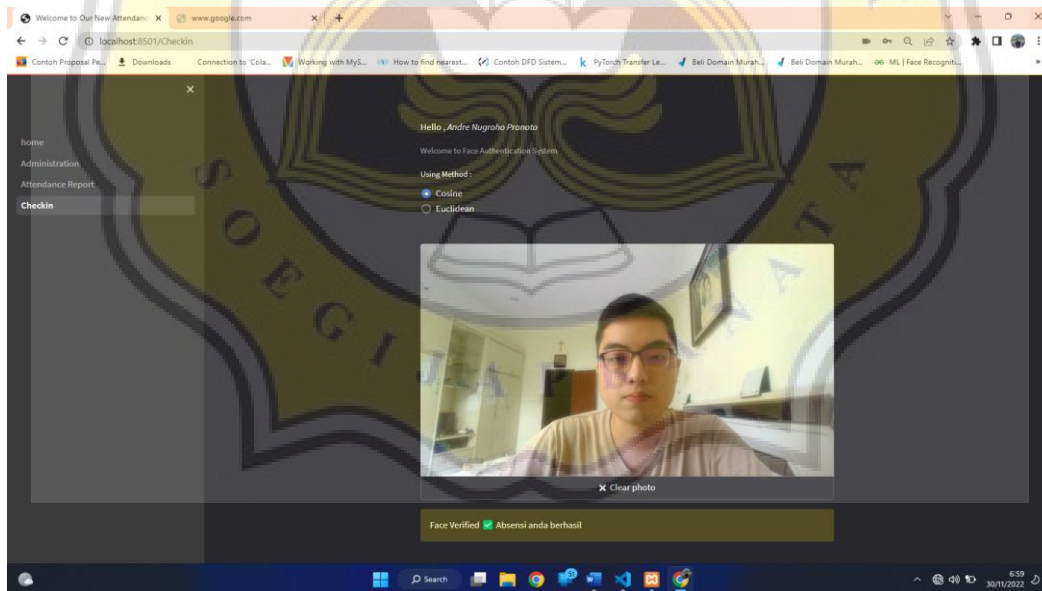 Welcome to Our New Attendanc
www.google.com
localhost:8501/Checkin
Contoh Proposal Pe...
Downloads
Connection to 'Cola...
Working with MyS...
How to find nearest...
Contoh DFD Sistem...
PyTorch Transfer Le...
Beli Domain Murah...
Beli Domain Murah...
ML | Face Recogniti...
home
Administration
Attendance Report
Checkin
Hello , Andre Nugroho Pranoto
Welcome to Face Authentication System
Using Method :
Cosine
Euclidean
Clear photo
Face Verified ✅ Absensi anda berhasil
SOEGIJAPRANATA
Search
6:59
30/11/2022